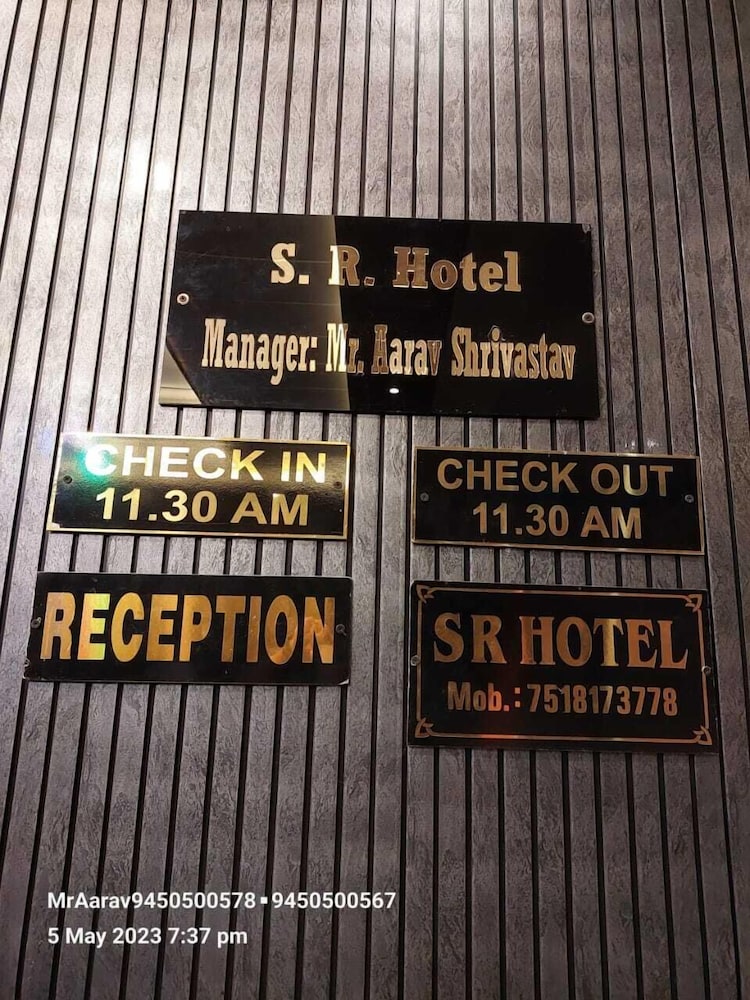 S. R. Hotel
Manager: Mr. Aarav Shrivastav
CHECK IN
11.30 AM
CHECK OUT
11.30 AM
RECEPTION
SR HOTEL
Mob.: 7518173778
MrAarav9450500578▪9450500567
5 May 2023 7:37 pm